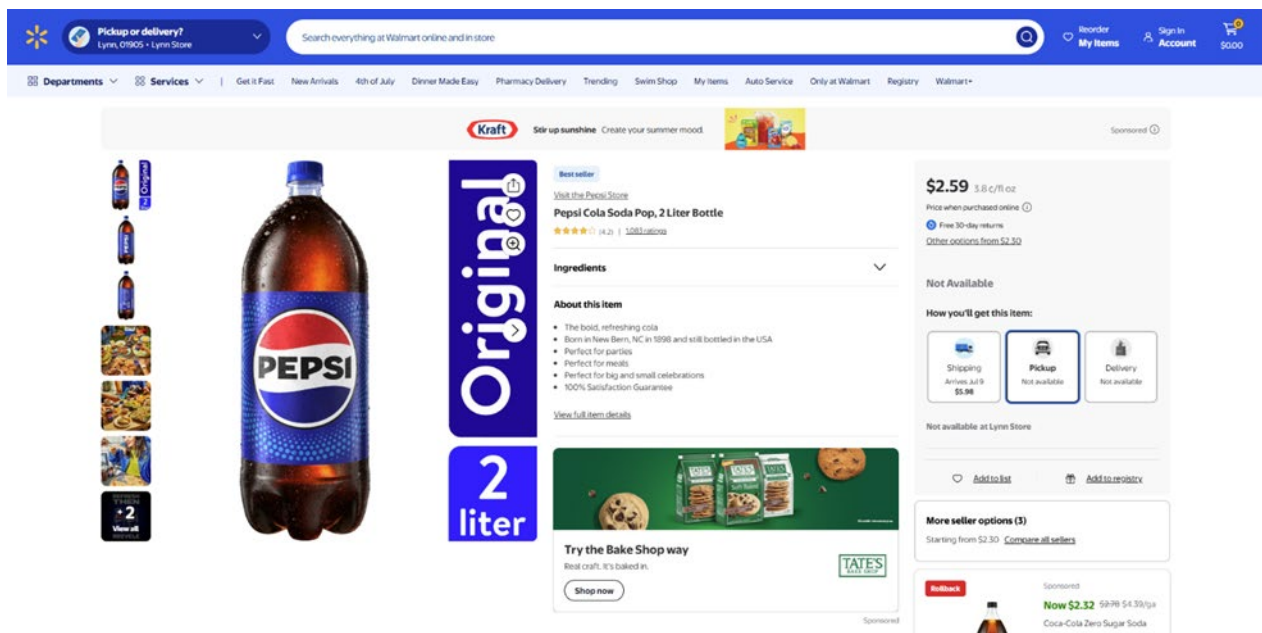 Pickup or delivery?
Lynn, 01905 • Lynn Store
Search everything at Walmart online and in store
Reorder
My Items
Sign In
Account
0
$0.00
Departments
Services
Get it Fast
New Arrivals
4th of July
Dinner Made Easy
Pharmacy Delivery
Trending
Swim Shop
My Items
Auto Service
Only at Walmart
Registry
Walmart+
Kraft
Stir up sunshine Create your summer mood.
Sponsored
Original
2
PEPSI
Original
2
liter
REFRESH
THEN
+2
View all
RECYCLE
Best seller
Visit the Pepsi Store
Pepsi Cola Soda Pop, 2 Liter Bottle
(4.2) | 1,083 ratings
Ingredients
About this item
• The bold, refreshing cola
• Born in New Bern, NC in 1898 and still bottled in the USA
• Perfect for parties
• Perfect for meals
• Perfect for big and small celebrations
• 100% Satisfaction Guarantee
View full item details
TATE'S
TATE'S
TATE'S
Try the Bake Shop way
Real craft. It's baked in.
Shop now
TATE'S
BAKE SHOP
Sponsored
$2.59 3.8 ¢/fl oz
Price when purchased online
Free 30-day returns
Other options from $2.30
Not Available
How you'll get this item:
Shipping
Arrives Jul 9
$5.98
Pickup
Not available
Delivery
Not available
Not available at Lynn Store
Add to list
Add to registry
More seller options (3)
Starting from $2.30 Compare all sellers
Rollback
Sponsored
Now $2.32 $2.78 $4.39/ga
Coca-Cola Zero Sugar Soda